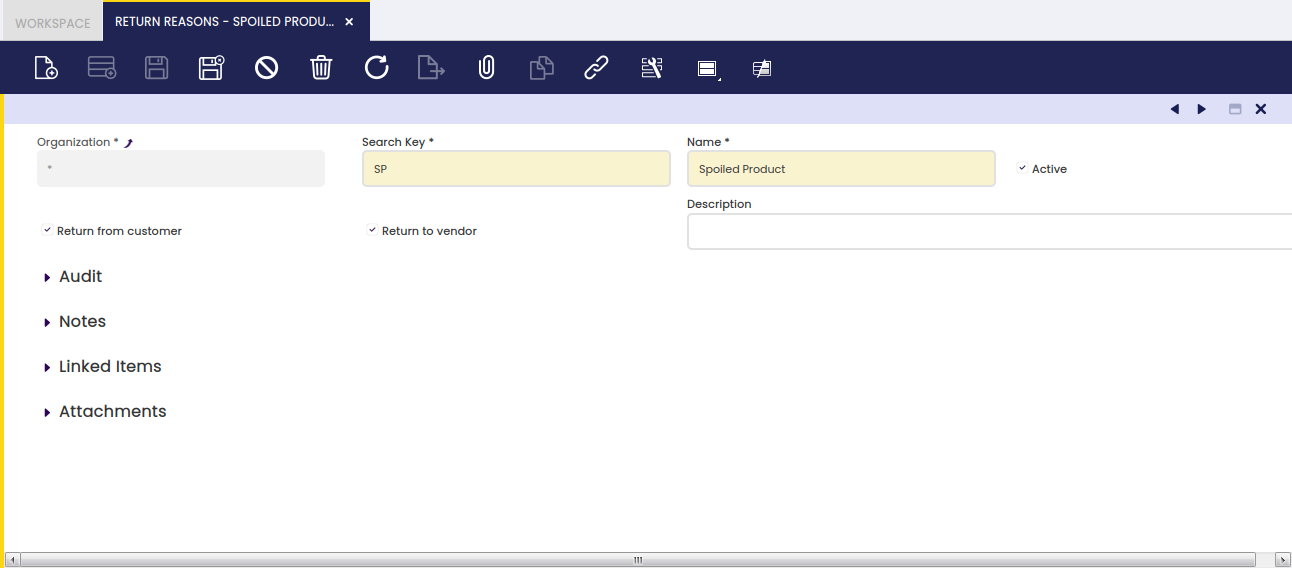 WORKSPACE
RETURN REASONS - SPOILED PRODU...
Organization *
Search Key *
Name *
*
SP
Spoiled Product
Active
Description
Return from customer
Return to vendor
Audit
Notes
Linked Items
Attachments